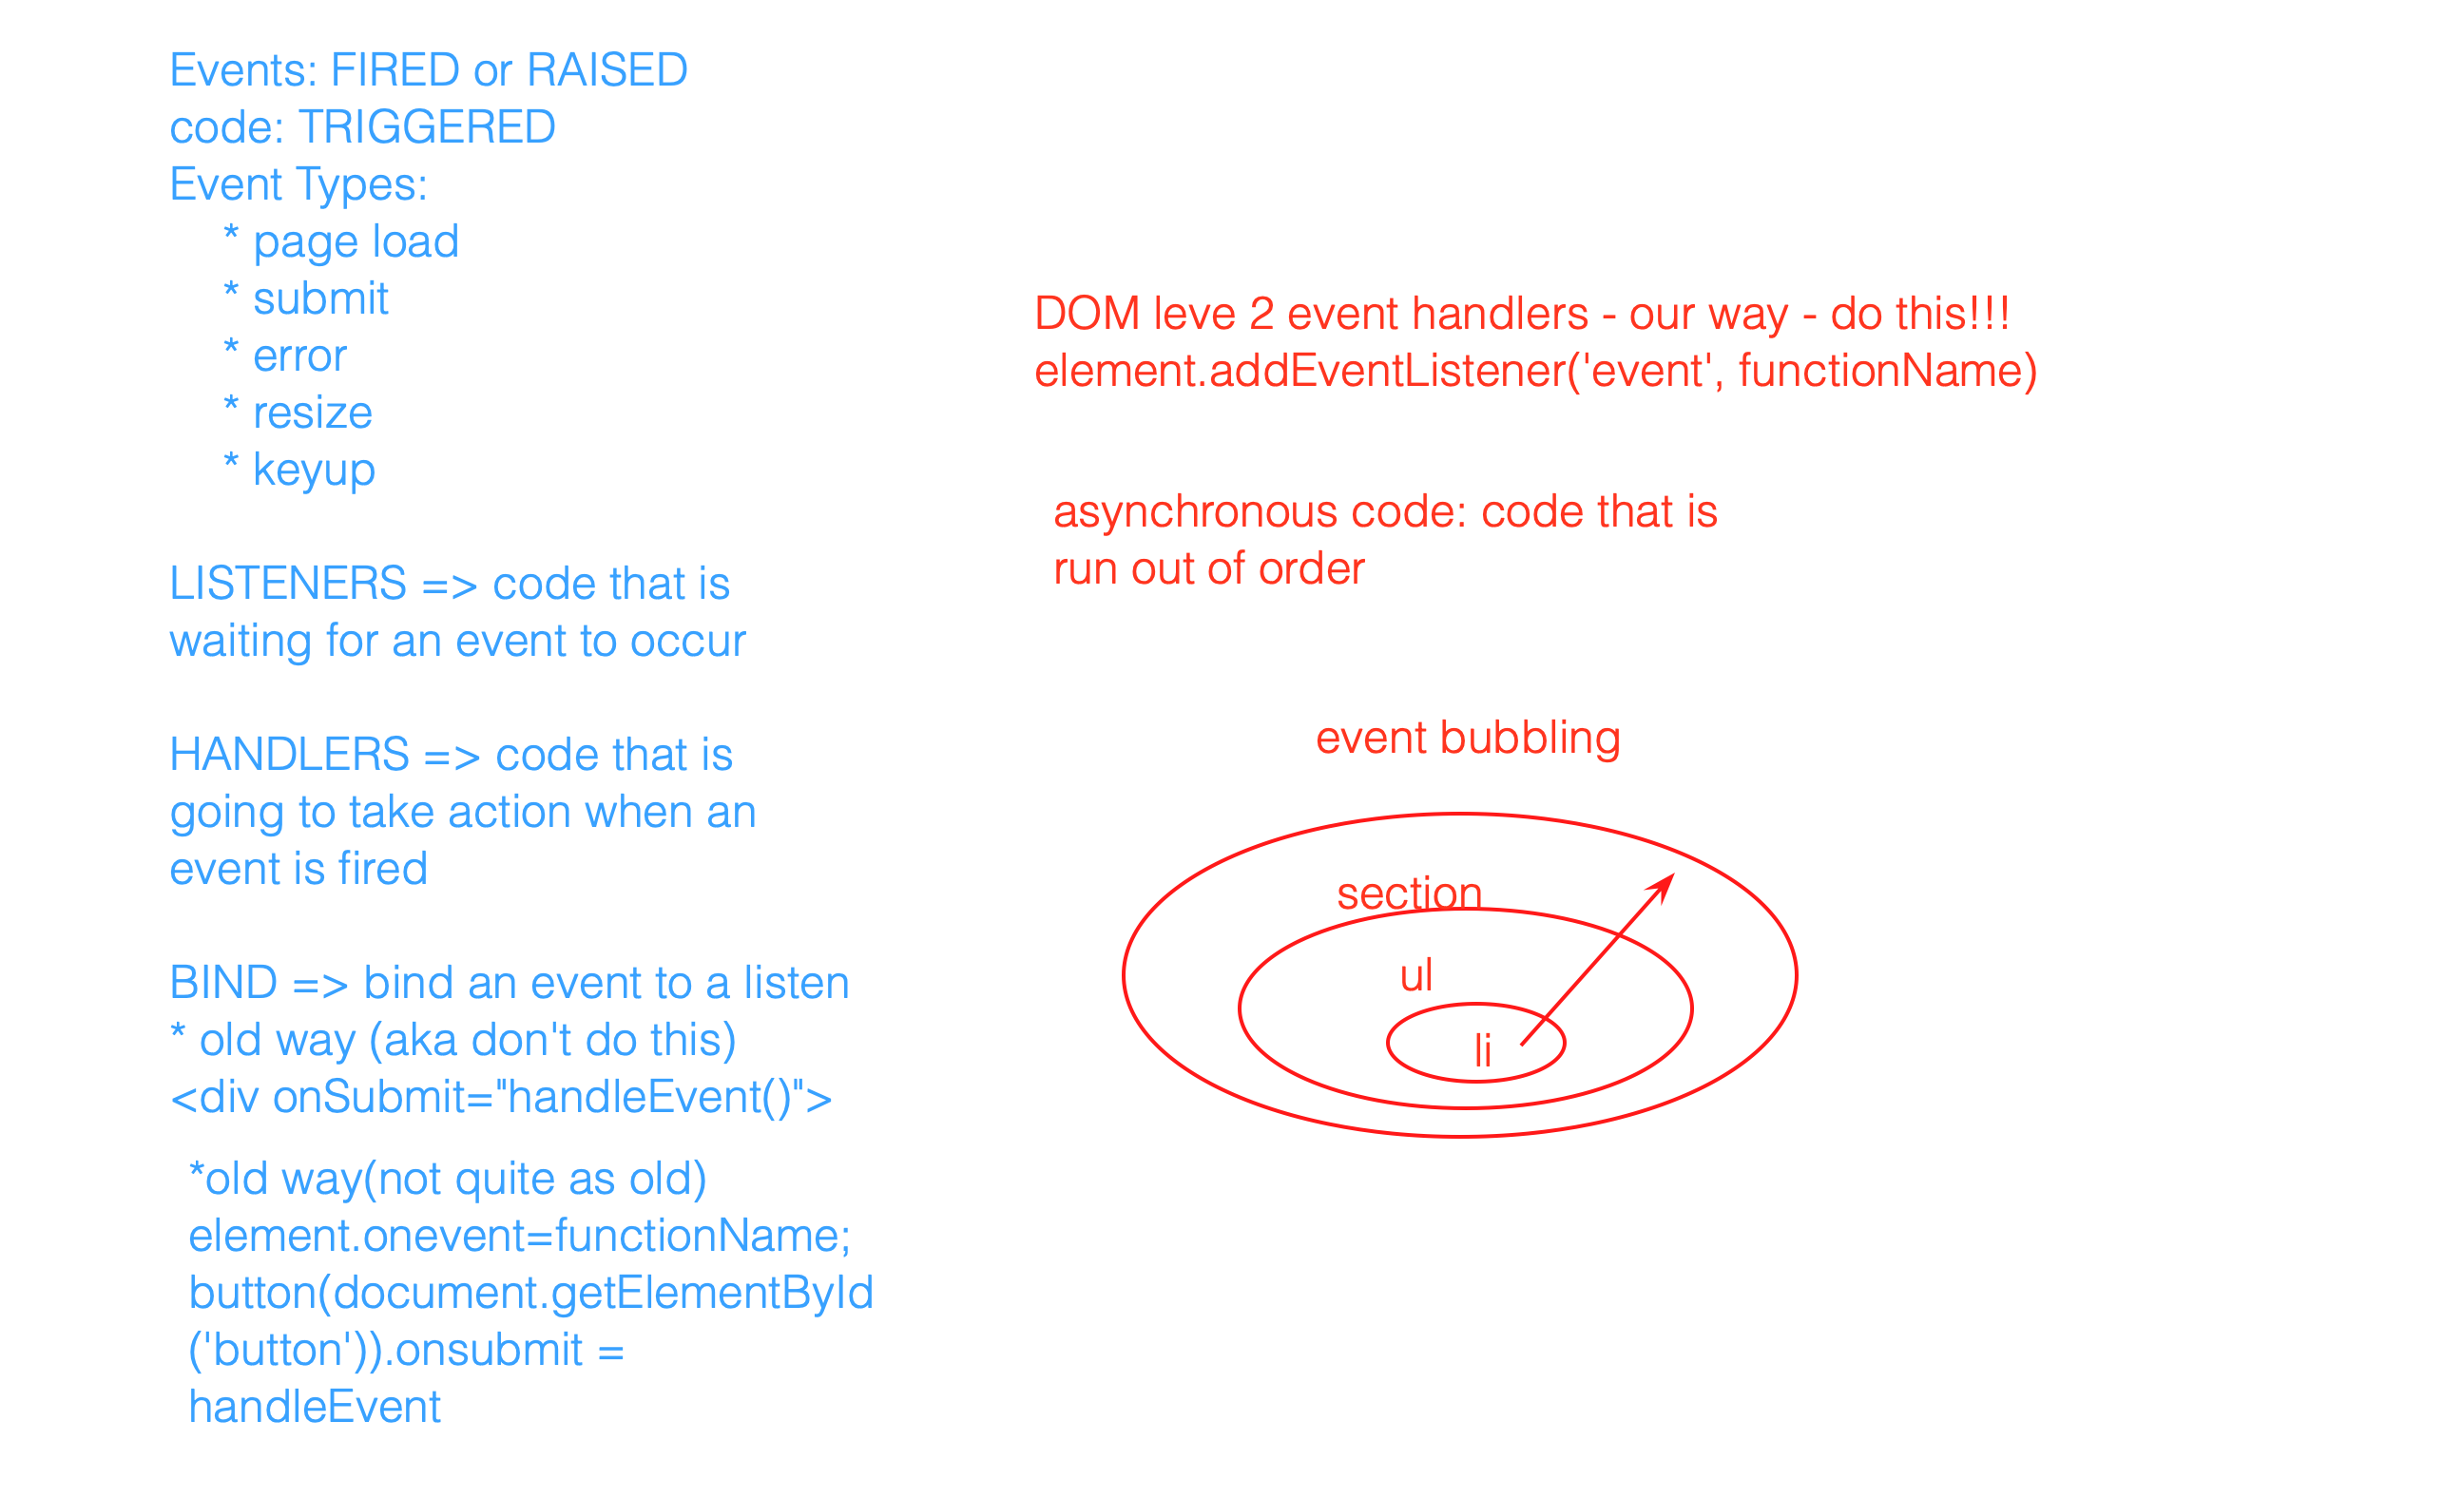 Events: FIRED or RAISED
code: TRIGGERED
Event Types:
* page load
* submit
* error
* resize
* keyup
LISTENERS => code that is
waiting for an event to occur
HANDLERS => code that is
going to take action when an
event is fired
BIND => bind an event to a listen
* old way (aka don't do this)
<div onSubmit="handleEvent()">
*old way(not quite as old)
element.onevent=functionName;
button(document.getElementById
('button')).onsubmit =
handleEvent
DOM leve 2 event handlers - our way - do this!!!
element.addEventListener('event', functionName)
asynchronous code: code that is
run out of order
event bubbling
section
ul
li